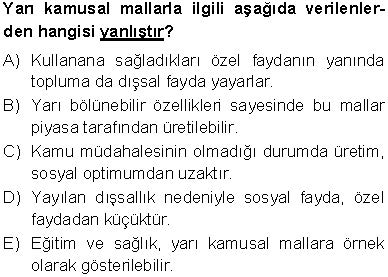 Yarı kamusal mallarla ilgili aşağıda verilenler-
den hangisi yanlıştır?
A) Kullanana sağladıkları özel faydanın yanında
topluma da dışsal fayda yayarlar.
B) Yarı bölünebilir özellikleri sayesinde bu mallar
piyasa tarafından üretilebilir.
C) Kamu müdahalesinin olmadığı durumda üretim,
sosyal optimumdan uzaktır.
D) Yayılan dışsallık nedeniyle sosyal fayda, özel
faydadan küçüktür.
E) Eğitim ve sağlık, yarı kamusal mallara örnek
olarak gösterilebilir.